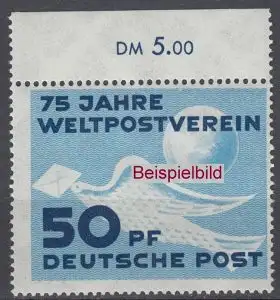 DM 5.00
75 JAHRE
WELTPOSTVEREIN
Beispielbild
50 PF
DEUTSCHE POST